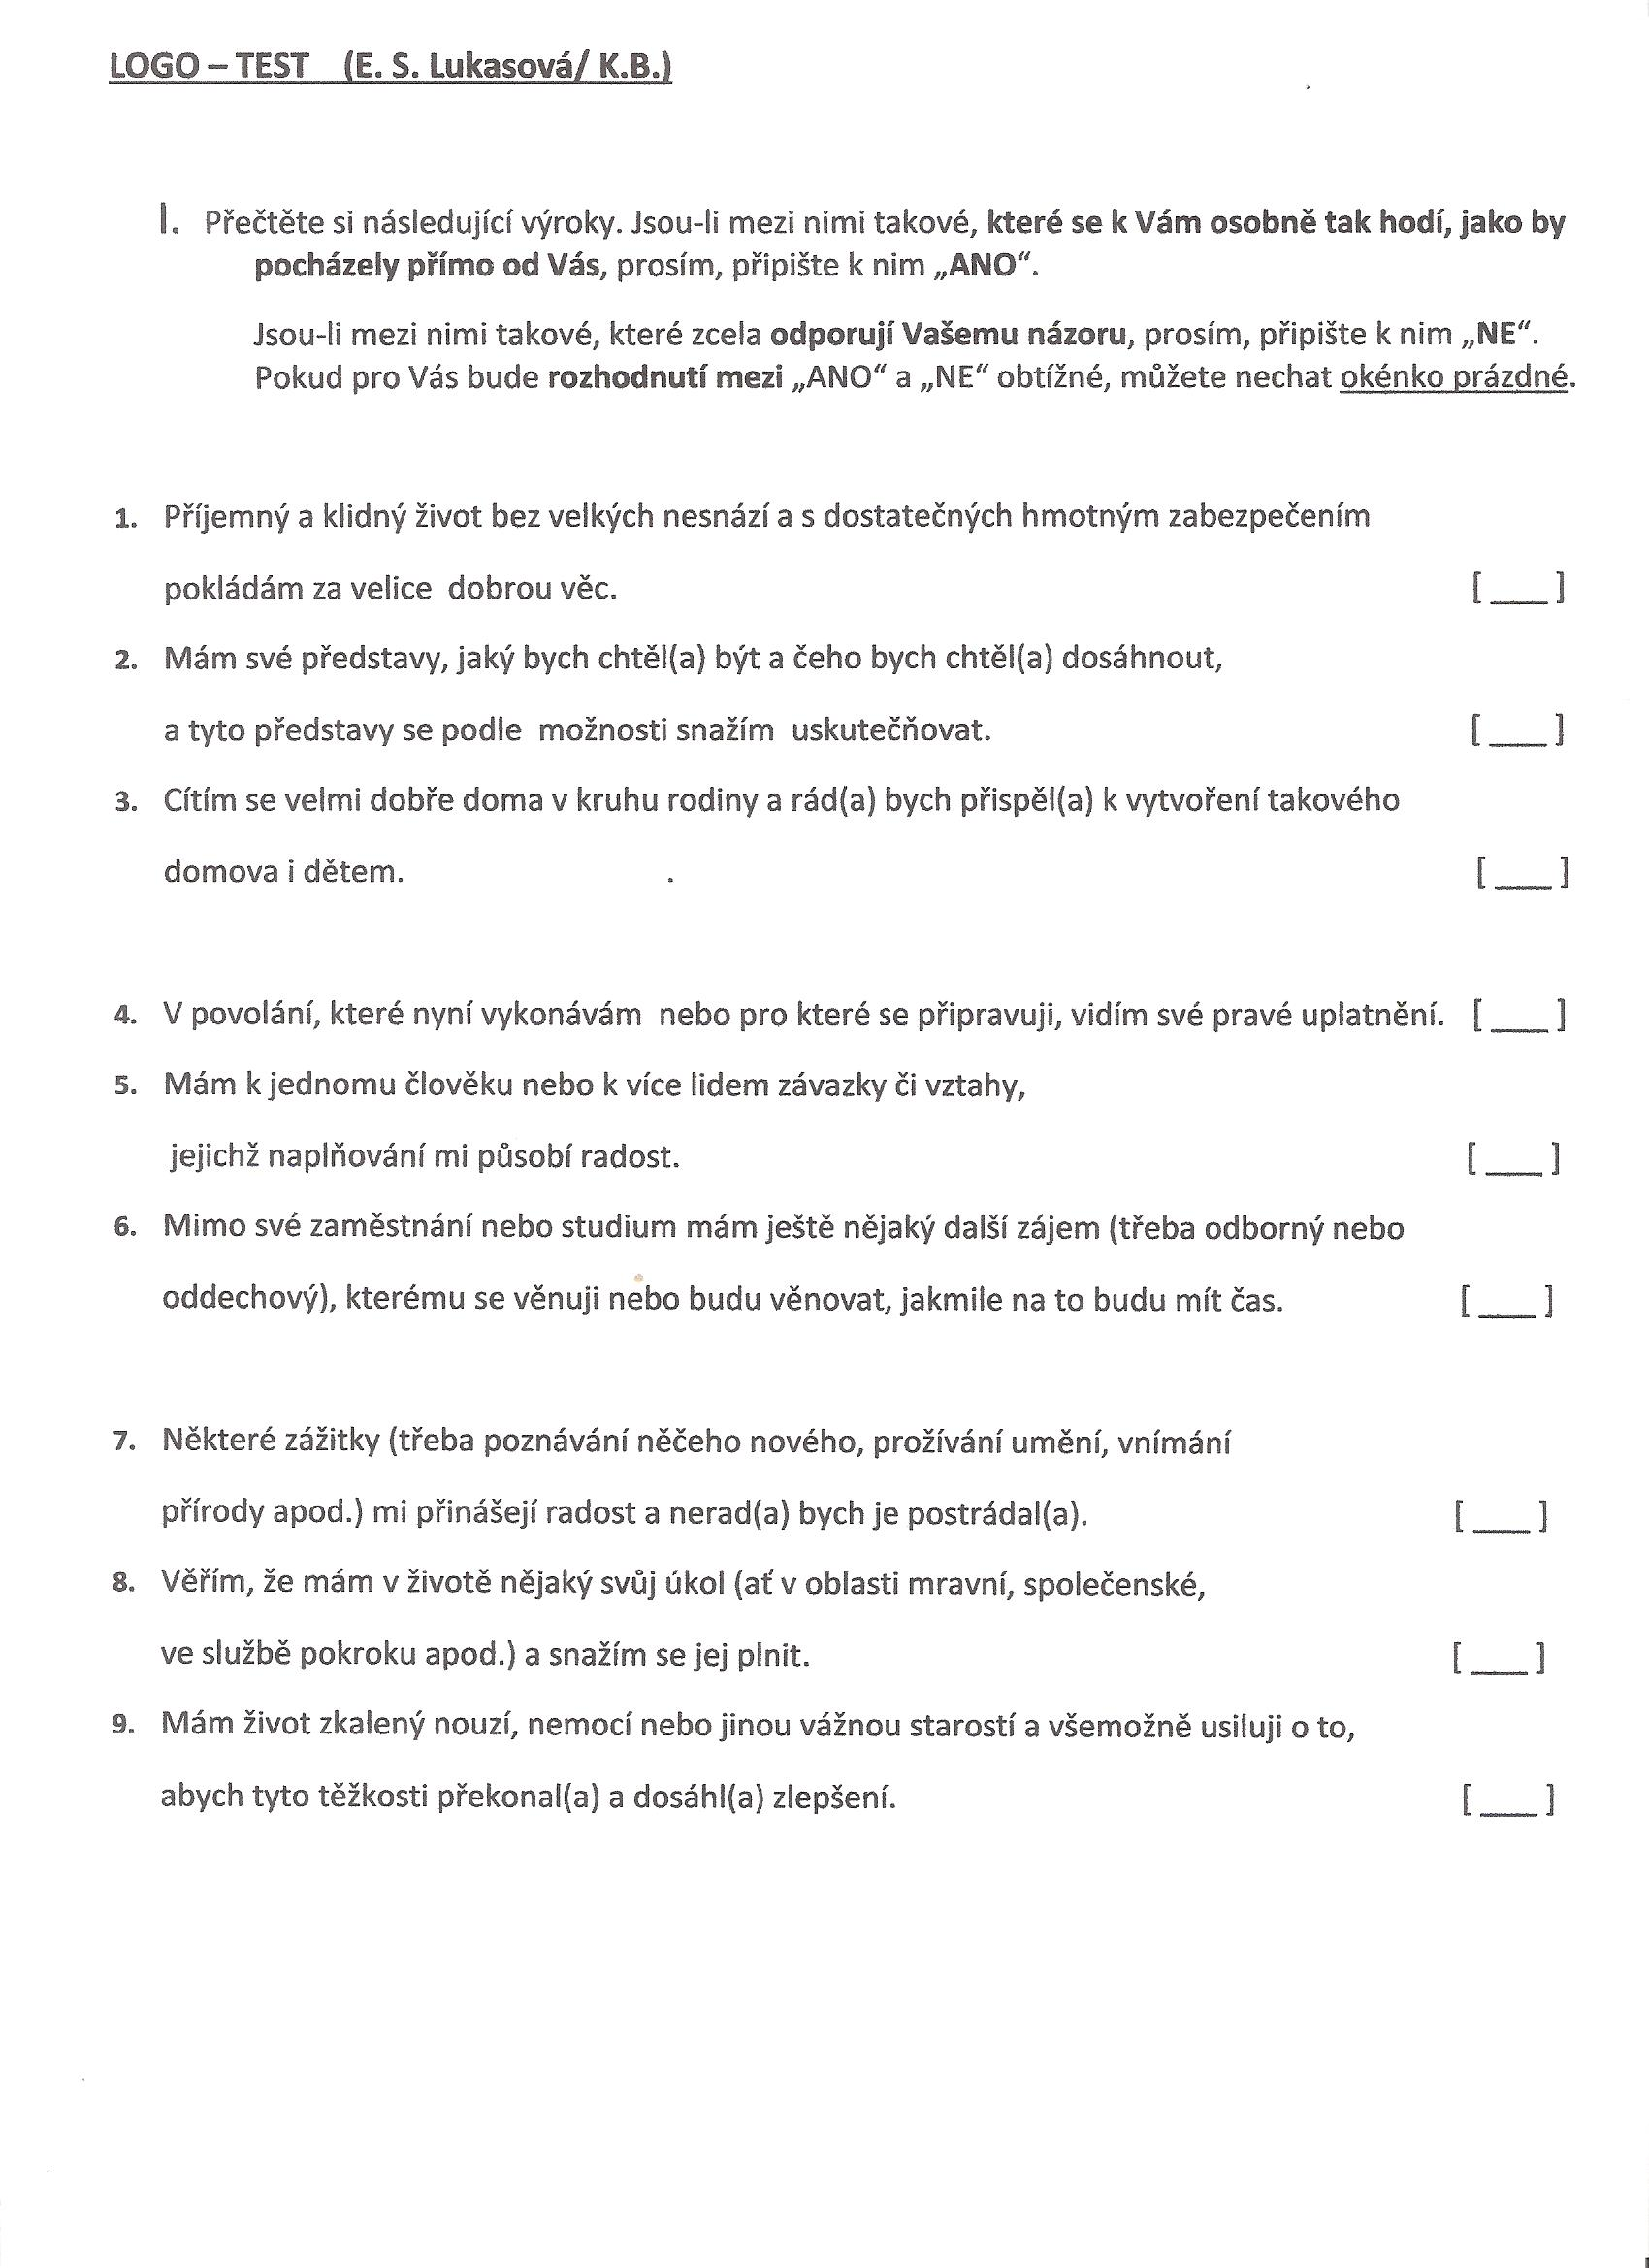 LOGO – TEST (E. S. Lukasová/ K.B.)
I. Přečtěte si následující výroky. Jsou-li mezi nimi takové, které se k Vám osobně tak hodí, jako by
pocházely přímo od Vás, prosím, připište k nim „ANO“.
Jsou-li mezi nimi takové, které zcela odporují Vašemu názoru, prosím, připište k nim „NE“.
Pokud pro Vás bude rozhodnutí mezi „ANO“ a „NE“ obtížné, můžete nechat okénko prázdné.
1. Příjemný a klidný život bez velkých nesnází a s dostatečných hmotným zabezpečením
pokládám za velice dobrou věc. [ ___ ]
2. Mám své představy, jaký bych chtěl(a) být a čeho bych chtěl(a) dosáhnout,
a tyto představy se podle možnosti snažím uskutečňovat. [ ___ ]
3. Cítím se velmi dobře doma v kruhu rodiny a rád(a) bych přispěl(a) k vytvoření takového
domova i dětem. [ ___ ]
4. V povolání, které nyní vykonávám nebo pro které se připravuji, vidím své pravé uplatnění. [ ___ ]
5. Mám k jednomu člověku nebo k více lidem závazky či vztahy,
jejichž naplňování mi působí radost. [ ___ ]
6. Mimo své zaměstnání nebo studium mám ještě nějaký další zájem (třeba odborný nebo
oddechový), kterému se věnuji nebo budu věnovat, jakmile na to budu mít čas. [ ___ ]
7. Některé zážitky (třeba poznávání něčeho nového, prožívání umění, vnímání
přírody apod.) mi přinášejí radost a nerad(a) bych je postrádal(a). [ ___ ]
8. Věřím, že mám v životě nějaký svůj úkol (ať v oblasti mravní, společenské,
ve službě pokroku apod.) a snažím se jej plnit. [ ___ ]
9. Mám život zkalený nouzí, nemocí nebo jinou vážnou starostí a všemožně usiluji o to,
abych tyto těžkosti překonal(a) a dosáhl(a) zlepšení. [ ___ ]